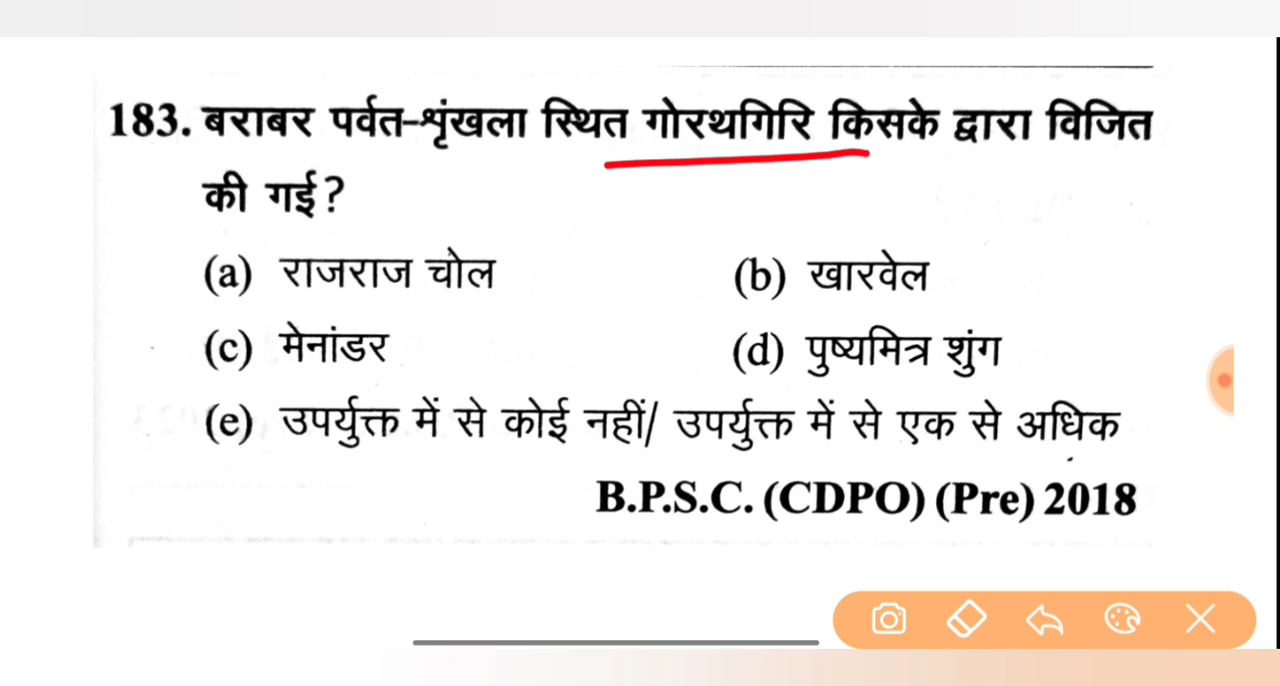 183. बराबर पर्वत-शृंखला स्थित गोरथगिरि किसके द्वारा विजित
की गई?
(a) राजराज चोल (b) खारवेल
(c) मेनांडर (d) पुष्यमित्र शुंग
(e) उपर्युक्त में से कोई नहीं/ उपर्युक्त में से एक से अधिक
B.P.S.C. (CDPO) (Pre) 2018